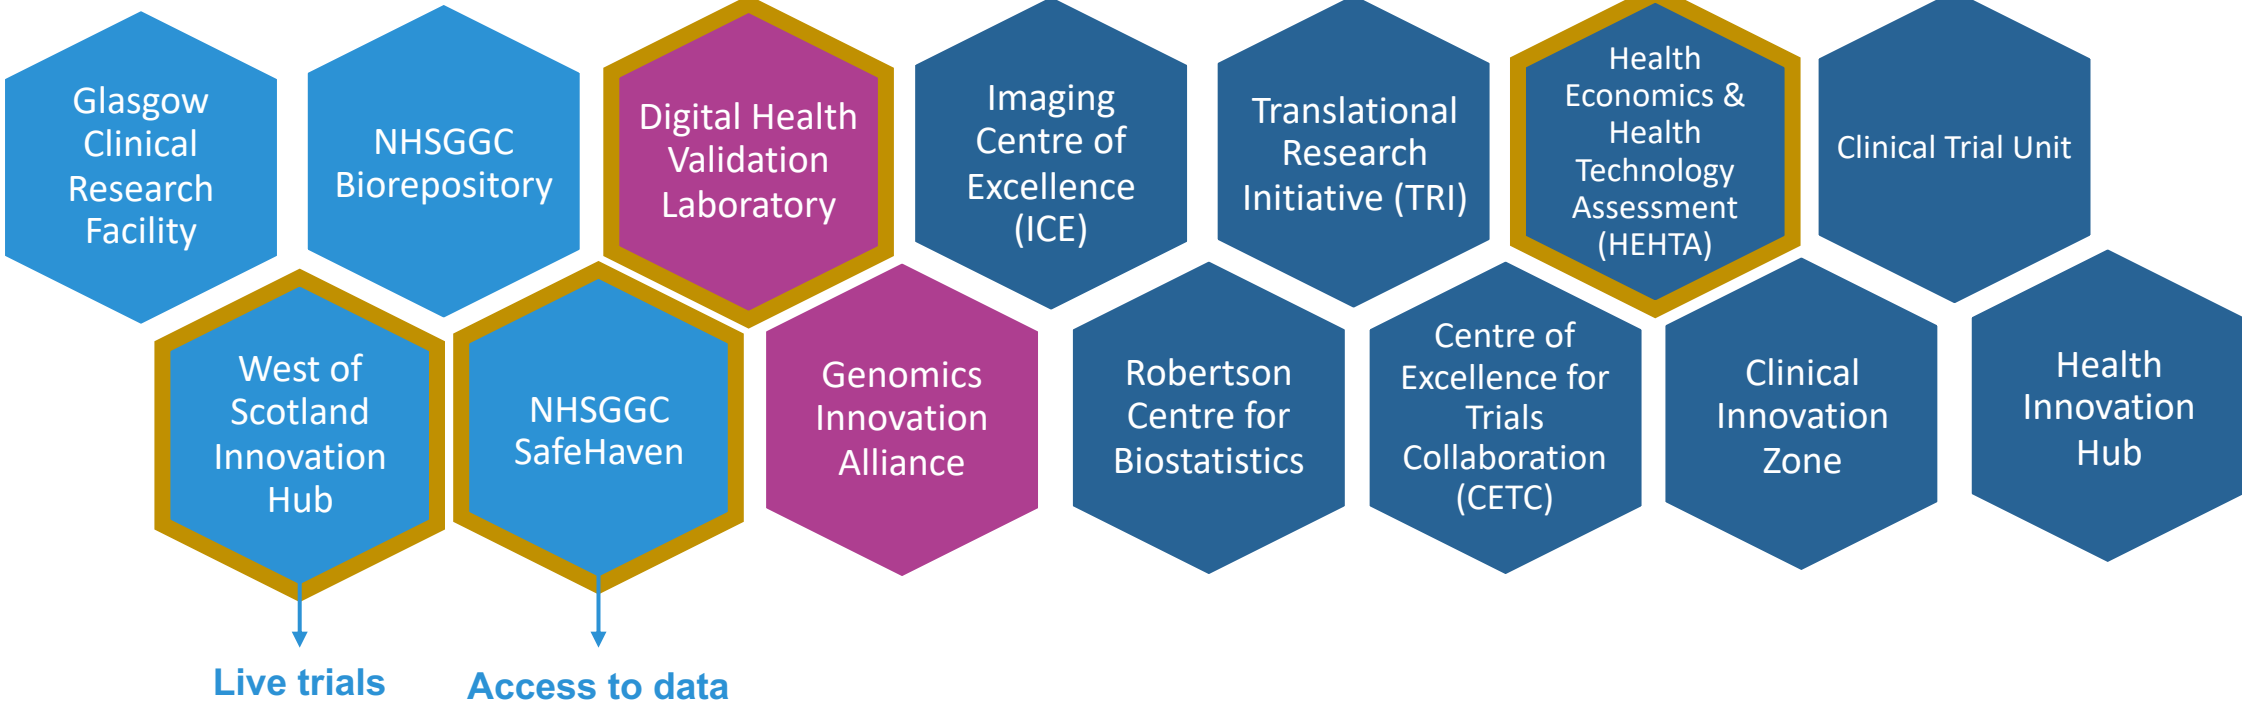 Glasgow
Clinical
Research
Facility
NHSGGC
Biorepository
Digital Health
Validation
Laboratory
Imaging
Centre of
Excellence
(ICE)
Translational
Research
Initiative (TRI)
Health
Economics &
Health
Technology
Assessment
(HEHTA)
Clinical Trial Unit
West of
Scotland
Innovation
Hub
NHSGGC
SafeHaven
Genomics
Innovation
Alliance
Robertson
Centre for
Biostatistics
Centre of
Excellence for
Trials
Collaboration
(CETC)
Clinical
Innovation
Zone
Health
Innovation
Hub
Live trials
Access to data